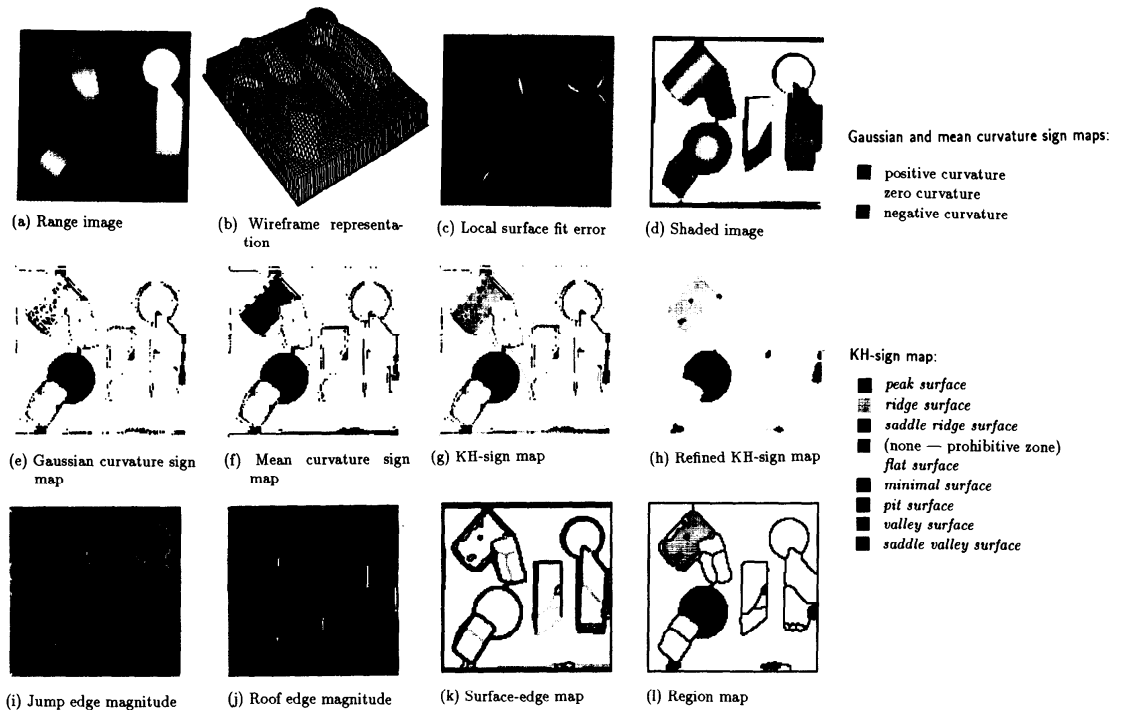 (a) Range image
(b) Wireframe representa-
tion
(c) Local surface fit error
(d) Shaded image
Gaussian and mean curvature sign maps:
positive curvature
zero curvature
negative curvature
(e) Gaussian curvature sign
map
(f) Mean curvature sign
map
(g) KH-sign map
(h) Refined KH-sign map
KH-sign map:
peak surface
ridge surface
saddle ridge surface
(none — prohibitive zone)
flat surface
minimal surface
pit surface
valley surface
saddle valley surface
(i) Jump edge magnitude
(j) Roof edge magnitude
(k) Surface-edge map
(l) Region map